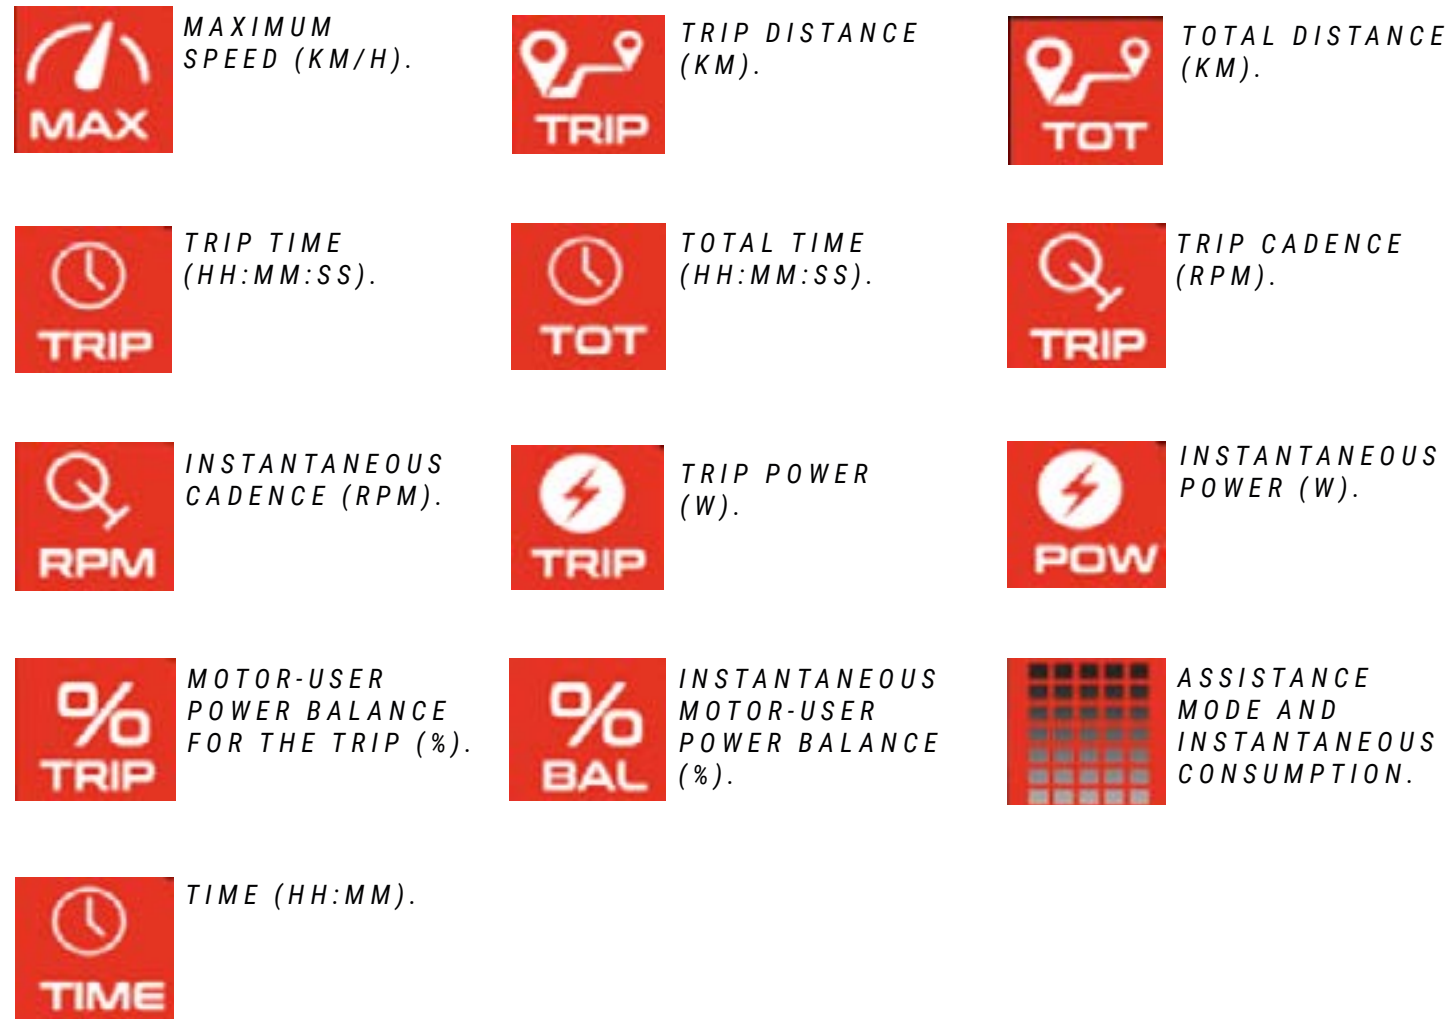 MAX
MAXIMUM
SPEED (KM/H).
TRIP
TRIP DISTANCE
(KM).
TOT
TOTAL DISTANCE
(KM).
TRIP
TRIP TIME
(HH:MM:SS).
TOT
TOTAL TIME
(HH:MM:SS).
TRIP
TRIP CADENCE
(RPM).
RPM
INSTANTANEOUS
CADENCE (RPM).
TRIP
TRIP POWER
(W).
POW
INSTANTANEOUS
POWER (W).
%
TRIP
MOTOR-USER
POWER BALANCE
FOR THE TRIP (%).
%
BAL
INSTANTANEOUS
MOTOR-USER
POWER BALANCE
(%).
ASSISTANCE
MODE AND
INSTANTANEOUS
CONSUMPTION.
TIME
TIME (HH:MM).